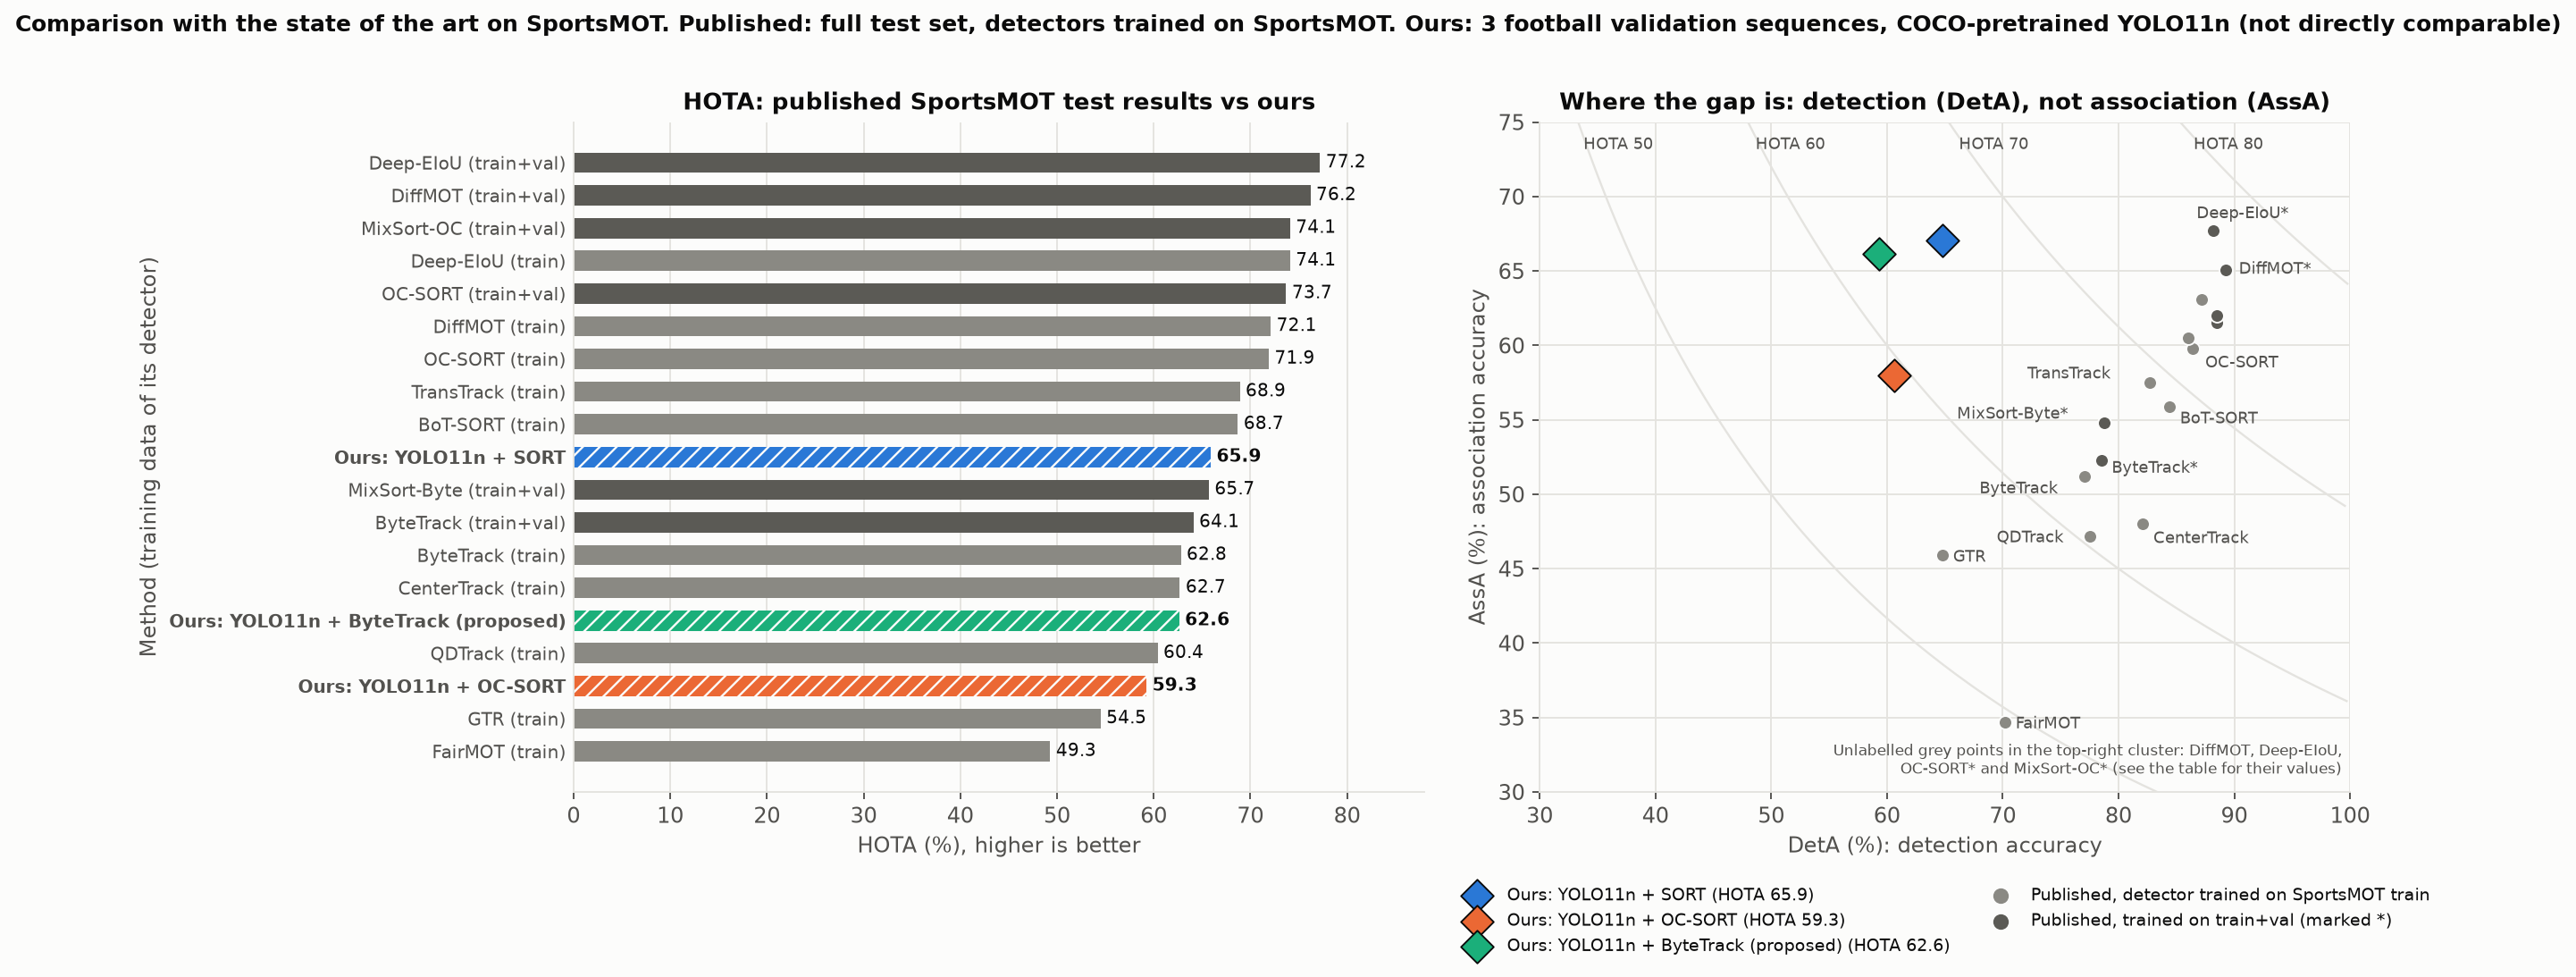 Comparison with the state of the art on SportsMOT. Published: full test set, detectors trained on SportsMOT. Ours: 3 football validation sequences, COCO-pretrained YOLO11n (not directly comparable)
HOTA: published SportsMOT test results vs ours
Method (training data of its detector)
Deep-EIoU (train+val) 77.2
DiffMOT (train+val) 76.2
MixSort-OC (train+val) 74.1
Deep-EIoU (train) 74.1
OC-SORT (train+val) 73.7
DiffMOT (train) 72.1
OC-SORT (train) 71.9
TransTrack (train) 68.9
BoT-SORT (train) 68.7
Ours: YOLO11n + SORT 65.9
MixSort-Byte (train+val) 65.7
ByteTrack (train+val) 64.1
ByteTrack (train) 62.8
CenterTrack (train) 62.7
Ours: YOLO11n + ByteTrack (proposed) 62.6
QDTrack (train) 60.4
Ours: YOLO11n + OC-SORT 59.3
GTR (train) 54.5
FairMOT (train) 49.3
0 10 20 30 40 50 60 70 80
HOTA (%), higher is better
Where the gap is: detection (DetA), not association (AssA)
AssA (%): association accuracy
75
70
65
60
55
50
45
40
35
30
HOTA 50 HOTA 60 HOTA 70 HOTA 80
Deep-EIoU*
DiffMOT*
OC-SORT
TransTrack
MixSort-Byte*
BoT-SORT
ByteTrack*
ByteTrack
QDTrack
CenterTrack
GTR
FairMOT
Unlabelled grey points in the top-right cluster: DiffMOT, Deep-EIoU,
OC-SORT* and MixSort-OC* (see the table for their values)
30 40 50 60 70 80 90 100
DetA (%): detection accuracy
Ours: YOLO11n + SORT (HOTA 65.9)
Ours: YOLO11n + OC-SORT (HOTA 59.3)
Ours: YOLO11n + ByteTrack (proposed) (HOTA 62.6)
Published, detector trained on SportsMOT train
Published, trained on train+val (marked *)